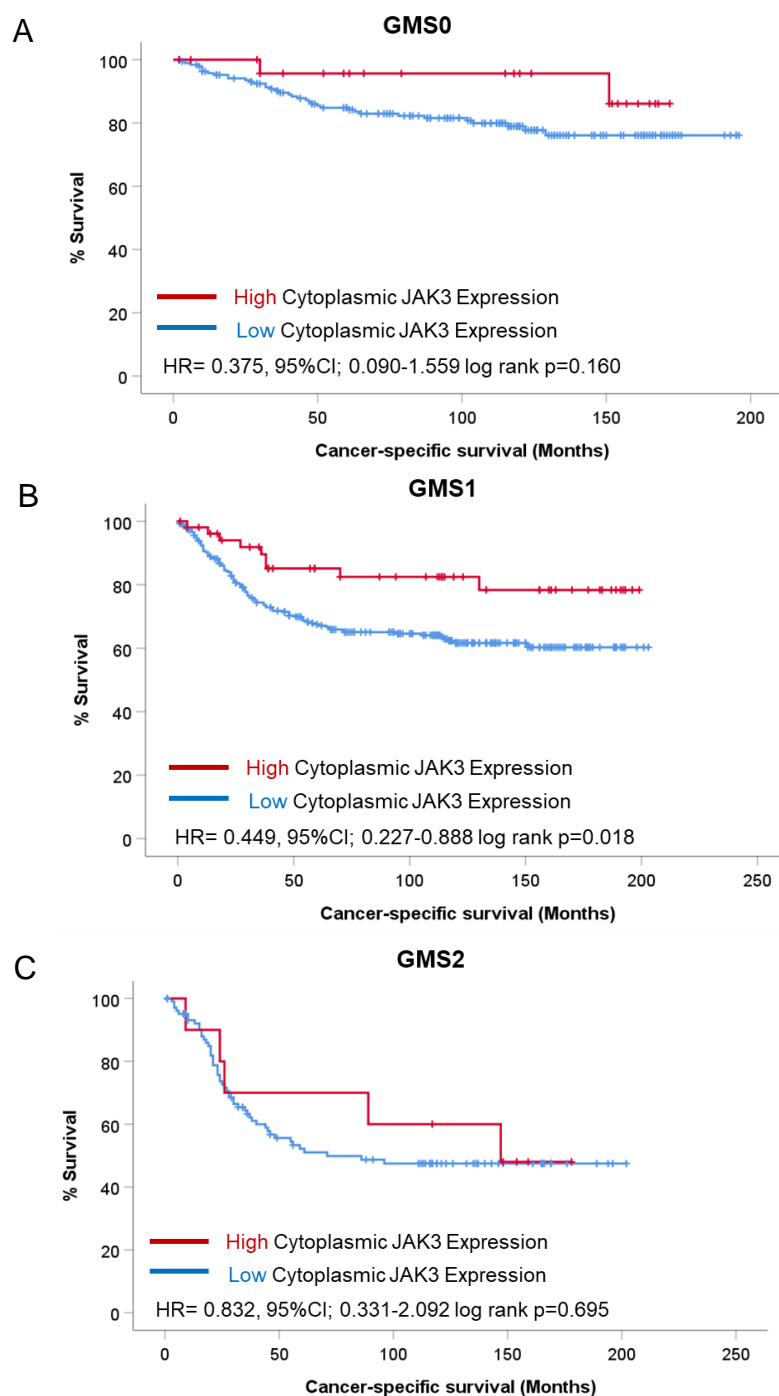 A
GMS0
100
80
60
40
20
0
% Survival
High Cytoplasmic JAK3 Expression
Low Cytoplasmic JAK3 Expression
HR= 0.375, 95%CI; 0.090-1.559 log rank p=0.160
0 50 100 150 200
Cancer-specific survival (Months)
B
GMS1
100
80
60
40
20
0
% Survival
High Cytoplasmic JAK3 Expression
Low Cytoplasmic JAK3 Expression
HR= 0.449, 95%CI; 0.227-0.888 log rank p=0.018
0 50 100 150 200 250
Cancer-specific survival (Months)
C
GMS2
100
80
60
40
20
0
% Survival
High Cytoplasmic JAK3 Expression
Low Cytoplasmic JAK3 Expression
HR= 0.832, 95%CI; 0.331-2.092 log rank p=0.695
0 50 100 150 200 250
Cancer-specific survival (Months)